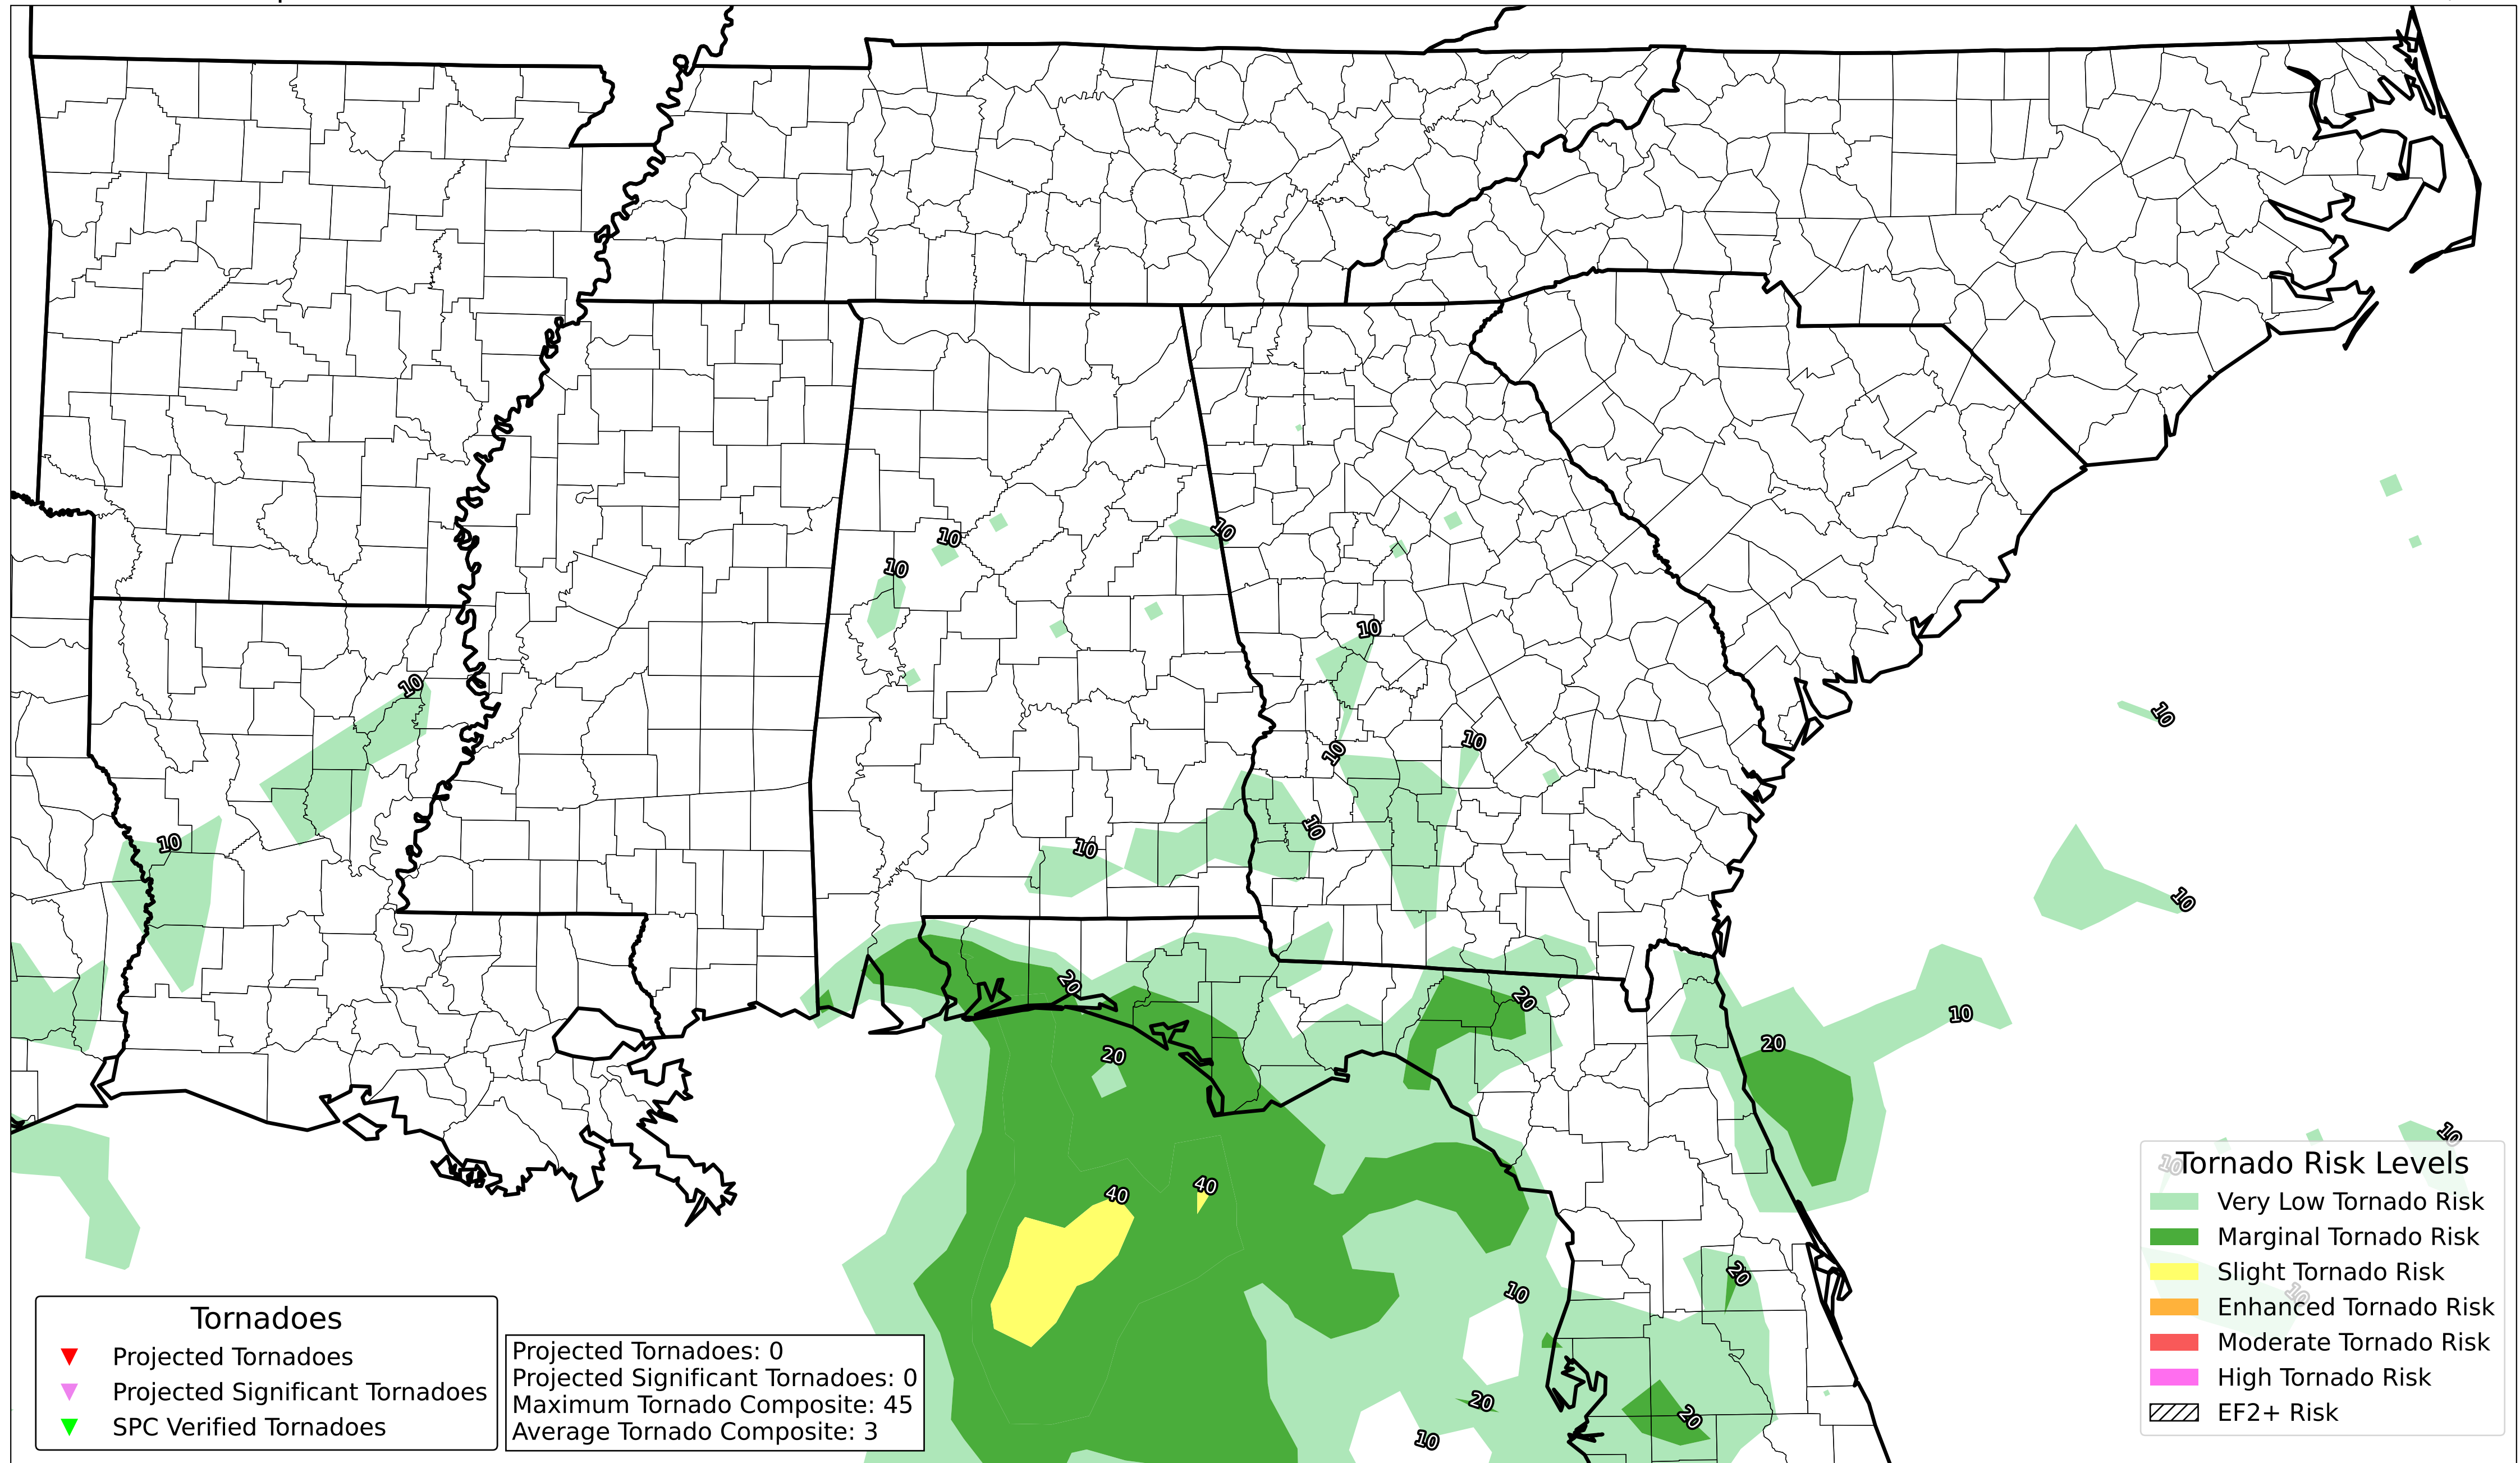 10
10
10
10
10
10
10
10
10
10
10
10
10
20
20
10
20
20
10
10
40
40
20
10
10
20
20
10
Tornado Risk Levels
Very Low Tornado Risk
Marginal Tornado Risk
Slight Tornado Risk
Enhanced Tornado Risk
Moderate Tornado Risk
High Tornado Risk
EF2+ Risk
Tornadoes
Projected Tornadoes
Projected Significant Tornadoes
SPC Verified Tornadoes
Projected Tornadoes: 0
Projected Significant Tornadoes: 0
Maximum Tornado Composite: 45
Average Tornado Composite: 3